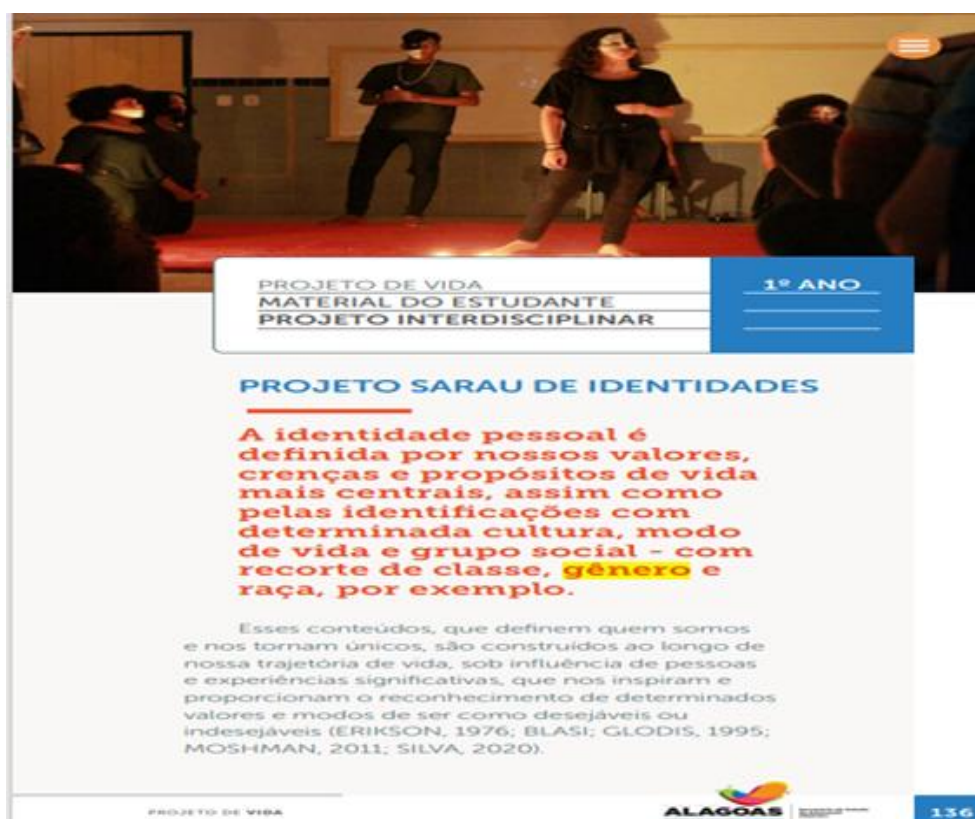 PROJETO DE VIDA
MATERIAL DO ESTUDANTE
PROJETO INTERDISCIPLINAR
1º ANO
PROJETO SARAU DE IDENTIDADES
A identidade pessoal é
definida por nossos valores,
crenças e propósitos de vida
mais centrais, assim como
pelas identificações com
determinada cultura, modo
de vida e grupo social - com
recorte de classe, gênero e
raça, por exemplo.
Esses conteúdos, que definem quem somos
e nos tornam únicos, são construídos ao longo de
nossa trajetória de vida, sob influência de pessoas
e experiências significativas, que nos inspiram e
proporcionam o reconhecimento de determinados
valores e modos de ser como desejáveis ou
indesejáveis (ERIKSON, 1976; BLASI; GLODIS, 1995;
MOSHMAN, 2011; SILVA, 2020).
PROJETO DE VIDA
ALAGOAS
136